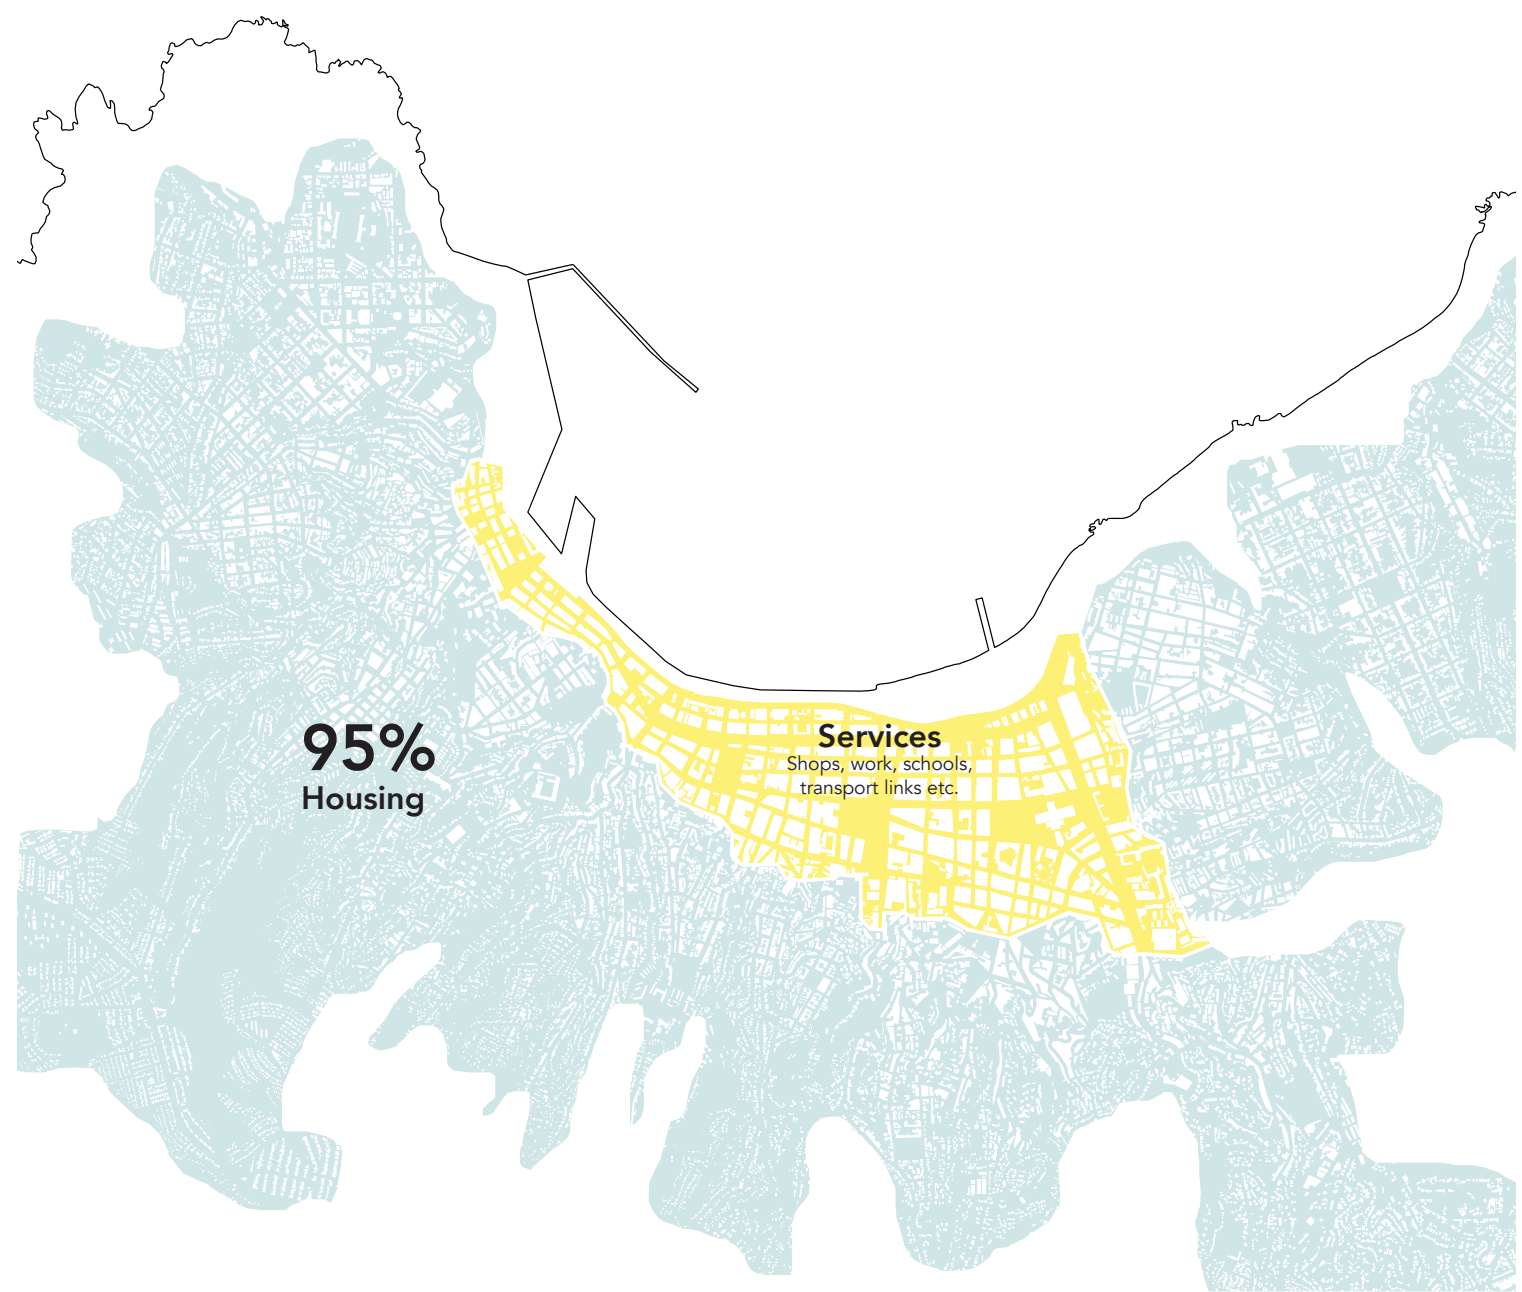 95%
Housing
Services
Shops, work, schools,
transport links etc.